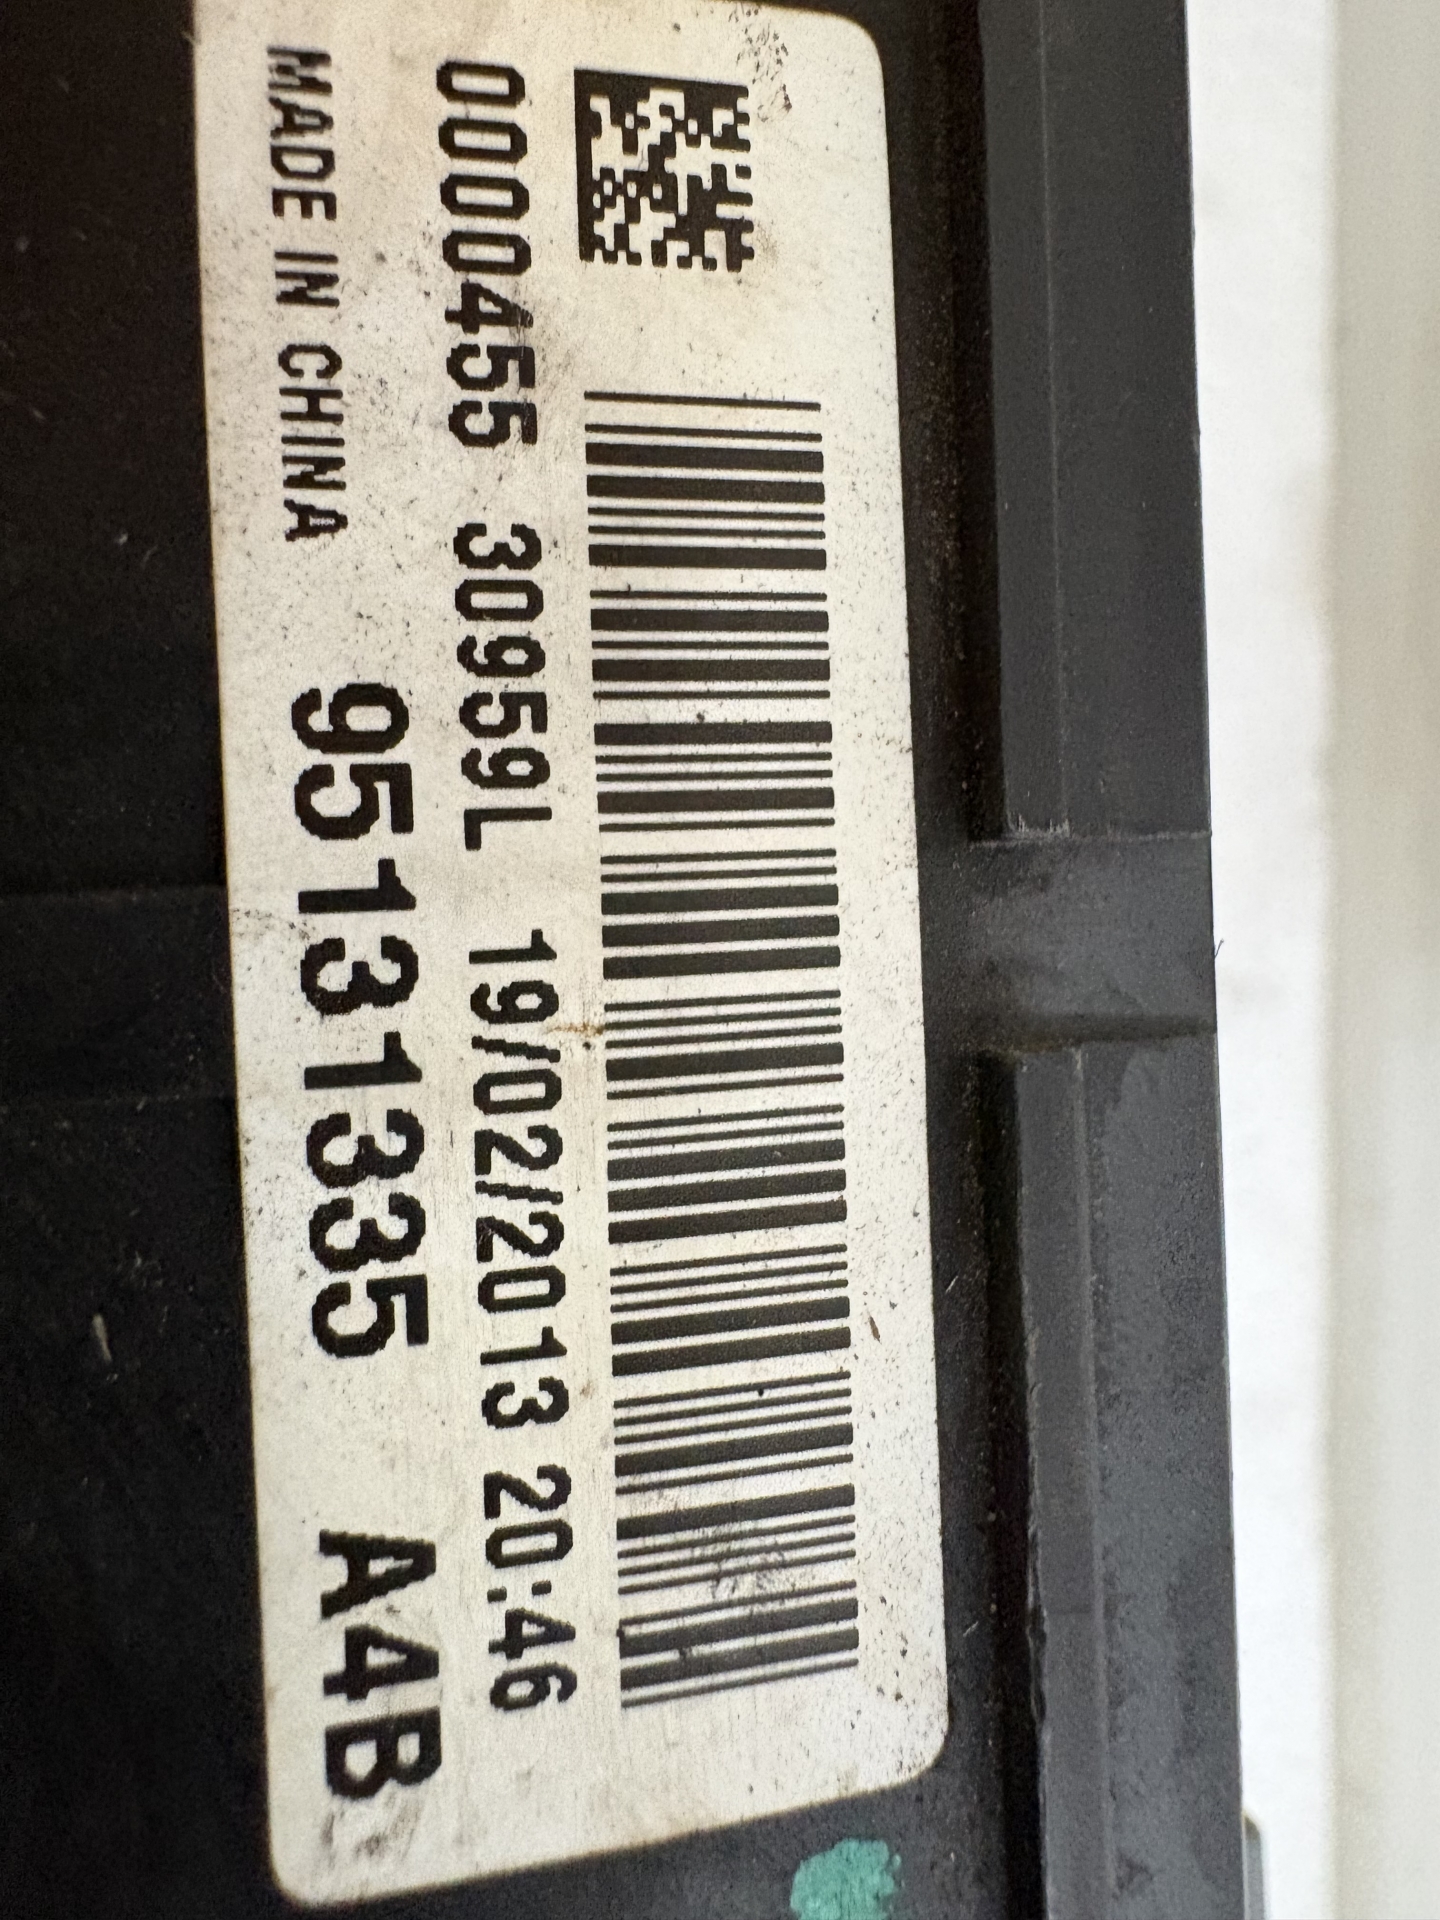 0000455 30959L 19/02/2013 20:46
MADE IN CHINA 95131335 A4B